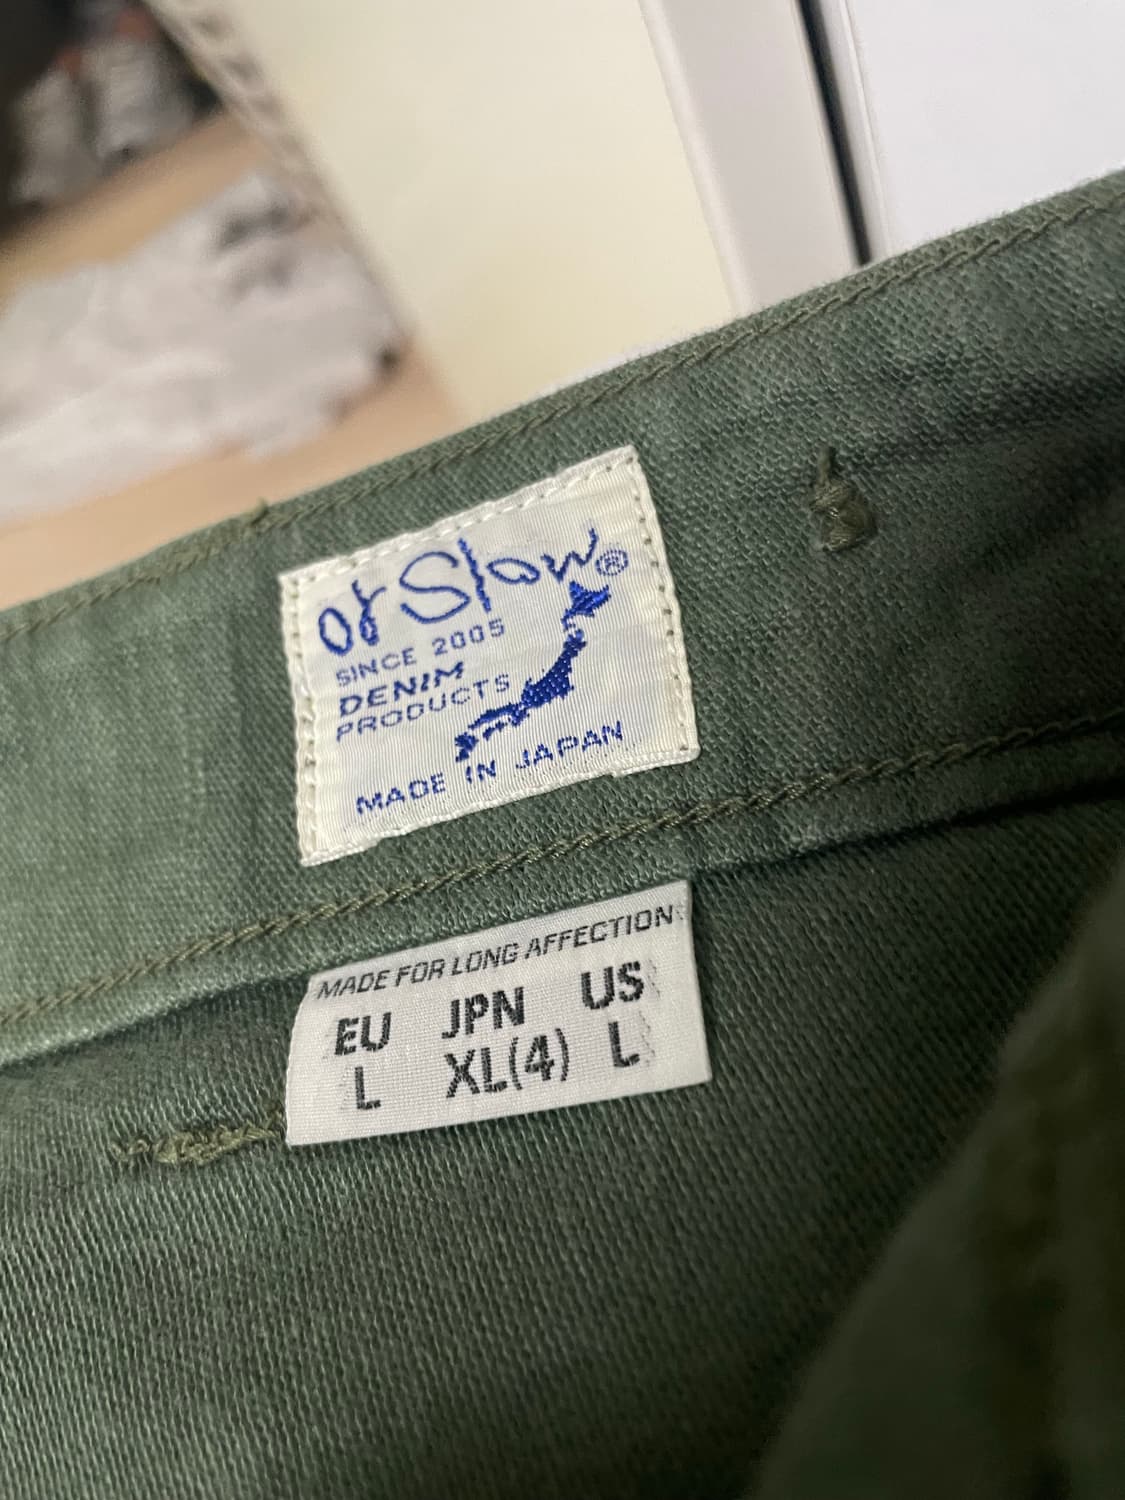 orSlow®
SINCE 2005
DENIM
PRODUCTS
MADE IN JAPAN
MADE FOR LONG AFFECTION
EU JPN US
L XL(4) L